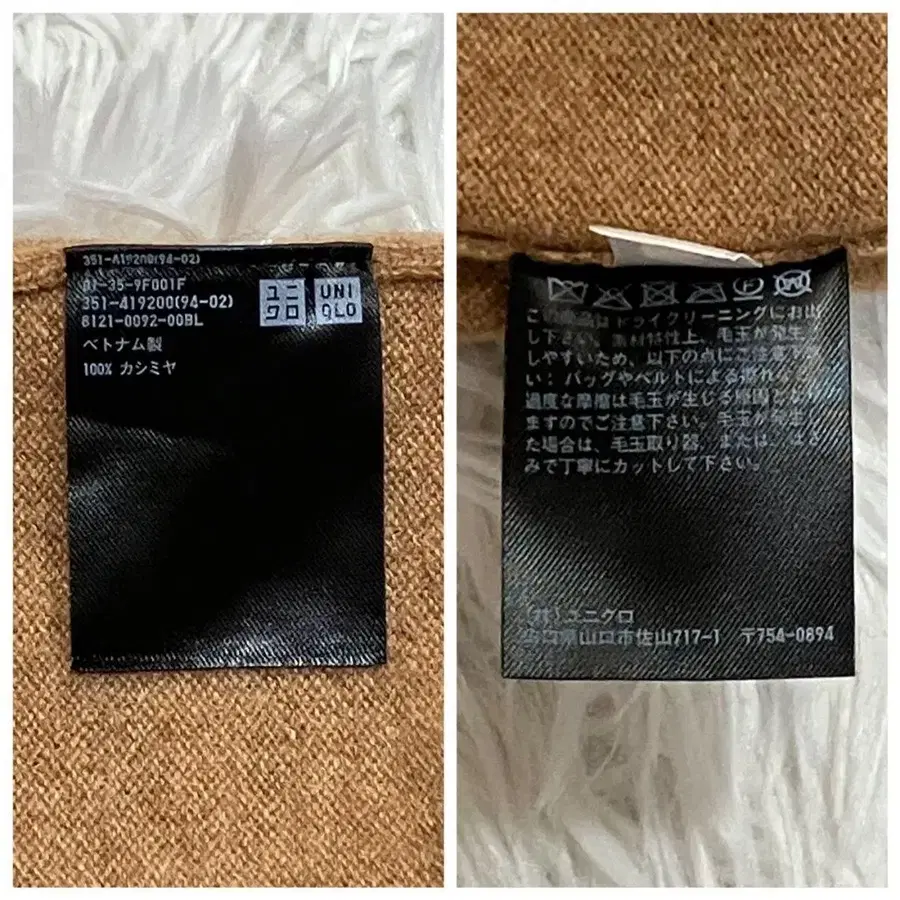 351-419200(94-02)
01-35-9F001F
351-419200(94-02)
8121-0092-00BL
ユニ
クロ
UNI
QLO
ベトナム製
100% カシミヤ
この商品はドライクリーニングにお出
し下さい。素材特性上、毛玉が発生
しやすいため、以下の点にご注意下さ
い：バッグやベルトによる擦れなど
過度な摩擦は毛玉が生じる原因となり
ますのでご注意下さい。毛玉が生じ
た場合は、毛玉取り器、または、はさ
みで丁寧にカットして下さい。
(株)ユニクロ
山口県山口市佐山717-1 〒754-0894